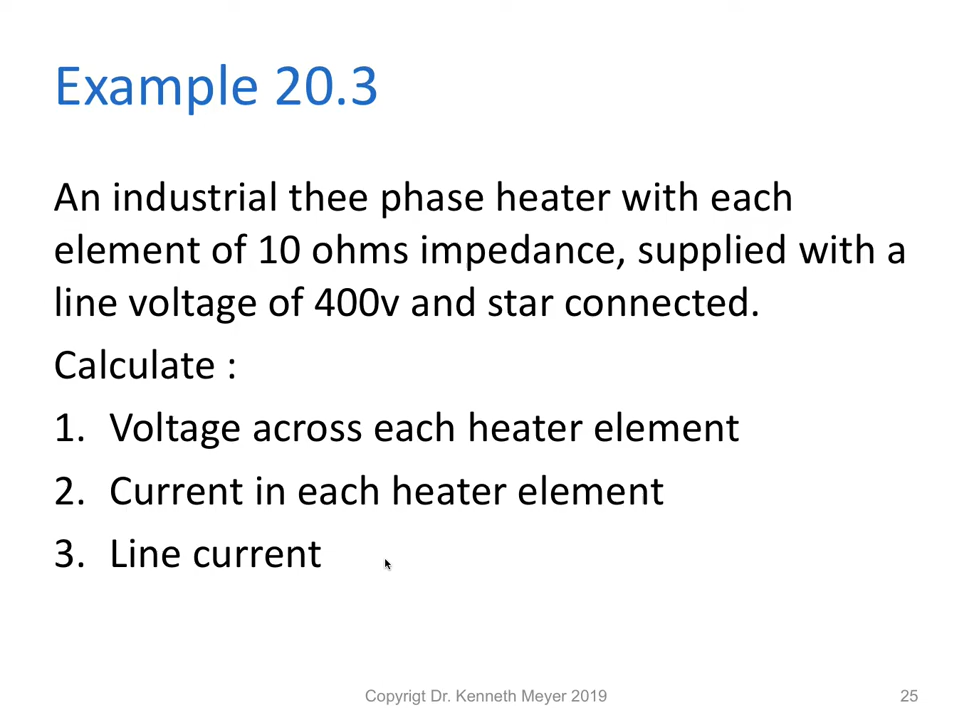 Example 20.3
An industrial thee phase heater with each
element of 10 ohms impedance, supplied with a
line voltage of 400v and star connected.
Calculate :
1. Voltage across each heater element
2. Current in each heater element
3. Line current
Copyrigt Dr. Kenneth Meyer 2019
25